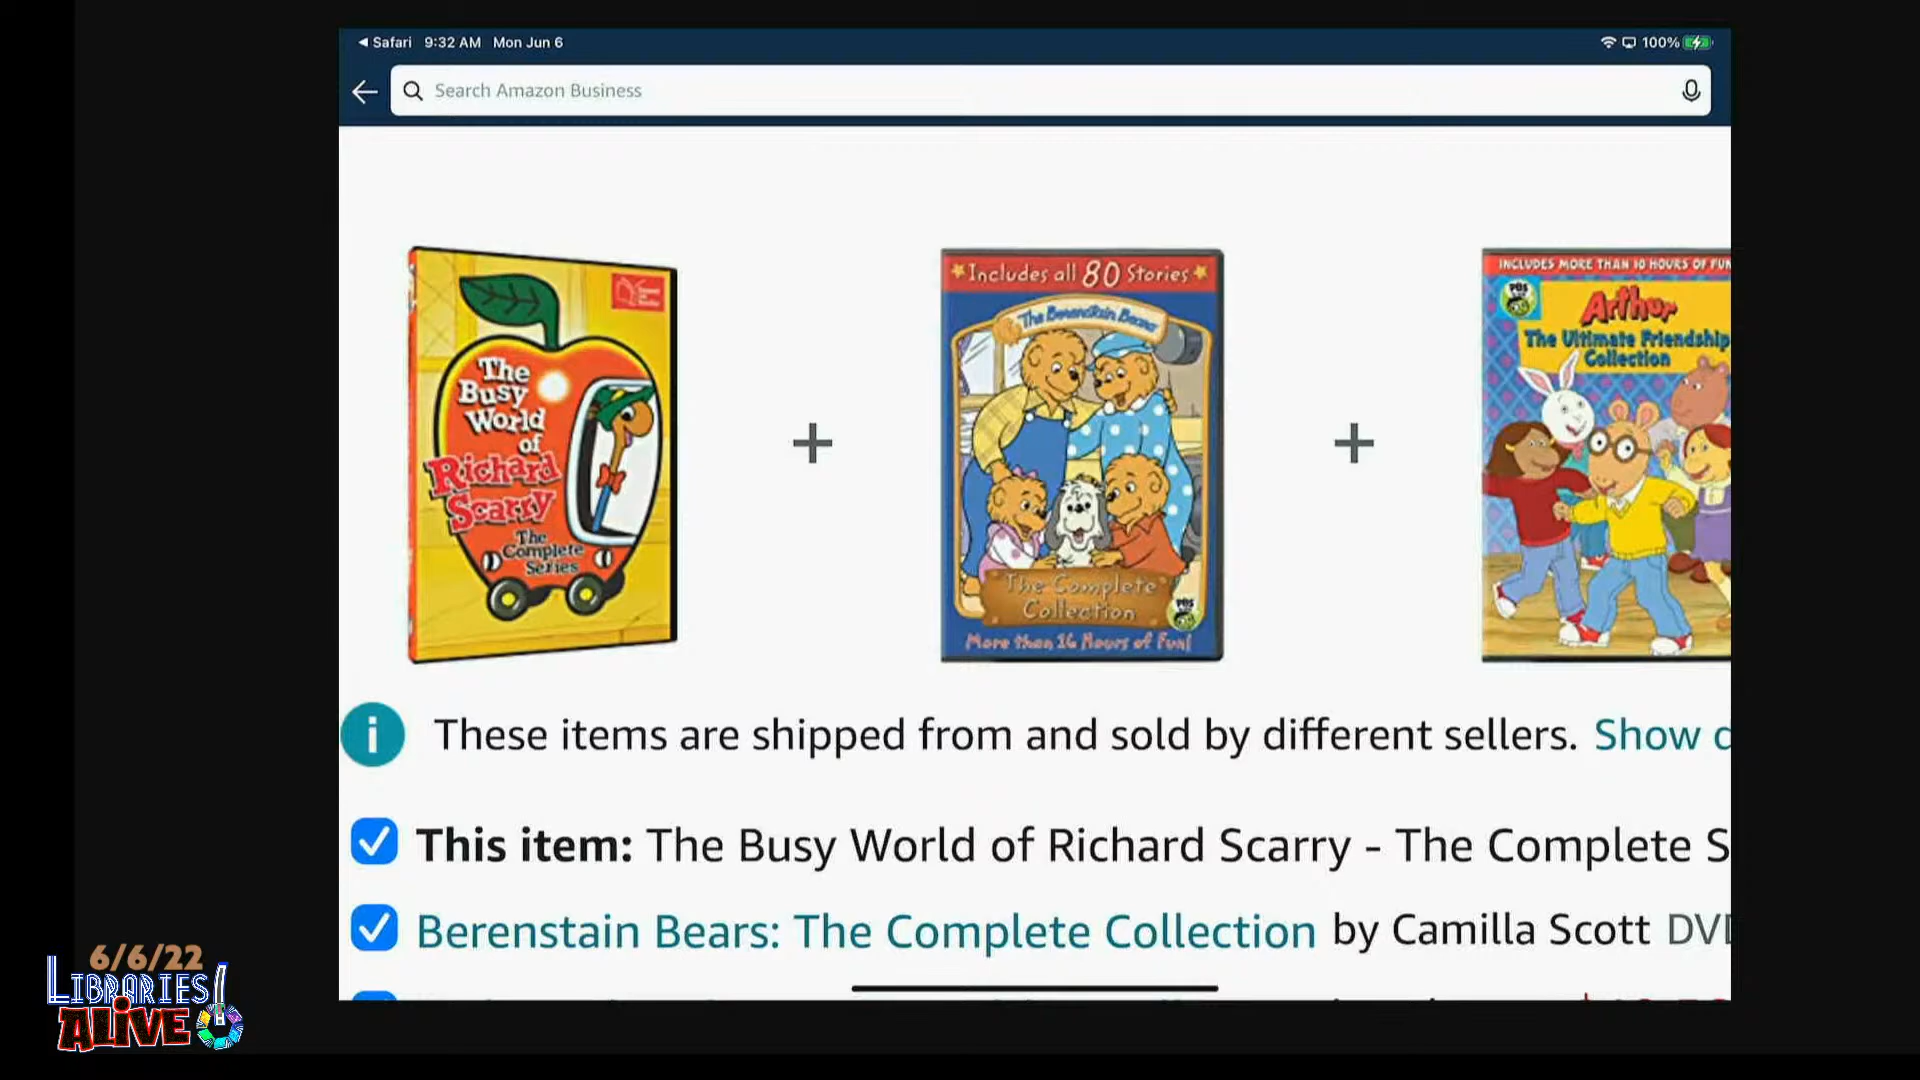 Safari 9:32 AM Mon Jun 6
100%
Search Amazon Business
The
Busy
World
of
Richard
Scarry
The
Complete
Series
Includes all 80 Stories
The Berenstain Bears
The Complete
Collection
PBS
More than 16 Hours of Fun!
INCLUDES MORE THAN 10 HOURS OF FUN
PBS
Arthur
The Ultimate Friendship
Collection
These items are shipped from and sold by different sellers. Show
This item: The Busy World of Richard Scarry - The Complete S
Berenstain Bears: The Complete Collection by Camilla Scott DVD
6/6/22
LIBRARIES
ALIVE